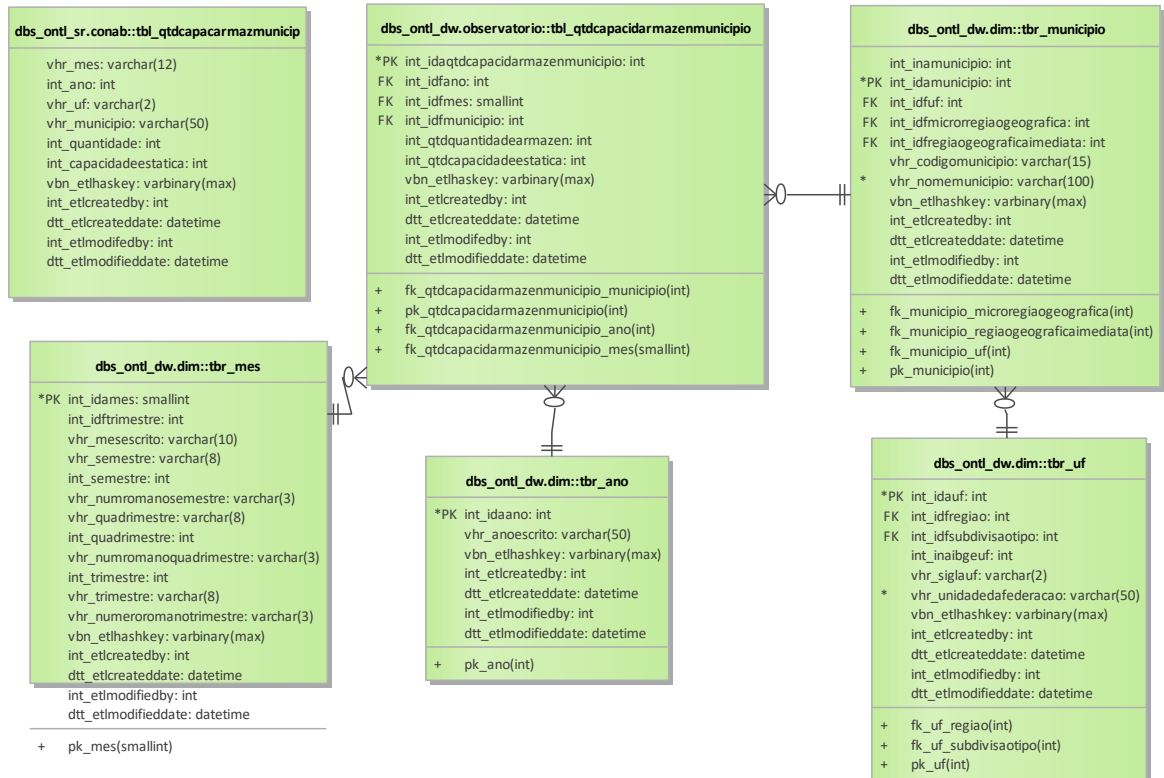 dbs_ontl_sr.conab::tbl_qtdcapacarmazmunicip
vhr_mes: varchar(12)
int_ano: int
vhr_uf: varchar(2)
vhr_municipio: varchar(50)
int_quantidade: int
int_capacidadeestatica: int
vbn_etlhaskey: varbinary(max)
int_etlcreatedby: int
dtt_etlcreateddate: datetime
int_etlmodifedby: int
dtt_etlmodifieddate: datetime
dbs_ontl_dw.observatorio::tbl_qtdcapacidarmazenmunicipio
*PK int_idaqtdcapacidarmazenmunicipio: int
FK int_idfano: int
FK int_idfmes: smallint
FK int_idfmunicipio: int
int_qtdquantidadearmazen: int
int_qtdcapacidadeestatica: int
vbn_etlhaskey: varbinary(max)
int_etlcreatedby: int
dtt_etlcreateddate: datetime
int_etlmodifedby: int
dtt_etlmodifieddate: datetime
+ fk_qtdcapacidarmazenmunicipio_municipio(int)
+ pk_qtdcapacidarmazenmunicipio(int)
+ fk_qtdcapacidarmazenmunicipio_ano(int)
+ fk_qtdcapacidarmazenmunicipio_mes(smallint)
dbs_ontl_dw.dim::tbr_municipio
int_inamunicipio: int
*PK int_idamunicipio: int
FK int_idfuf: int
FK int_idfmicrorregiaogeografica: int
FK int_idfregiaogeograficaimediata: int
vhr_codigomunicipio: varchar(15)
* vhr_nomemunicipio: varchar(100)
vbn_etlhashkey: varbinary(max)
int_etlcreatedby: int
dtt_etlcreateddate: datetime
int_etlmodifiedby: int
dtt_etlmodifieddate: datetime
+ fk_municipio_microregiaogeografica(int)
+ fk_municipio_regiaogeograficaimediata(int)
+ fk_municipio_uf(int)
+ pk_municipio(int)
dbs_ontl_dw.dim::tbr_mes
*PK int_idames: smallint
int_idftrimestre: int
vhr_mesescrito: varchar(10)
vhr_semestre: varchar(8)
int_semestre: int
vhr_numromanosemestre: varchar(3)
vhr_quadrimestre: varchar(8)
int_quadrimestre: int
vhr_numromanoquadrimestre: varchar(3)
int_trimestre: int
vhr_trimestre: varchar(8)
vhr_numeroromanotrimestre: varchar(3)
vbn_etlhashkey: varbinary(max)
int_etlcreatedby: int
dtt_etlcreateddate: datetime
int_etlmodifiedby: int
dtt_etlmodifieddate: datetime
+ pk_mes(smallint)
dbs_ontl_dw.dim::tbr_ano
*PK int_idaano: int
vhr_anoescrito: varchar(50)
vbn_etlhashkey: varbinary(max)
int_etlcreatedby: int
dtt_etlcreateddate: datetime
int_etlmodifiedby: int
dtt_etlmodifieddate: datetime
+ pk_ano(int)
dbs_ontl_dw.dim::tbr_uf
*PK int_idauf: int
FK int_idfregiao: int
FK int_idfsubdivisaotipo: int
int_inaibgeuf: int
vhr_siglauf: varchar(2)
* vhr_unidadedafederacao: varchar(50)
vbn_etlhashkey: varbinary(max)
int_etlcreatedby: int
dtt_etlcreateddate: datetime
int_etlmodifiedby: int
dtt_etlmodifieddate: datetime
+ fk_uf_regiao(int)
+ fk_uf_subdivisaotipo(int)
+ pk_uf(int)